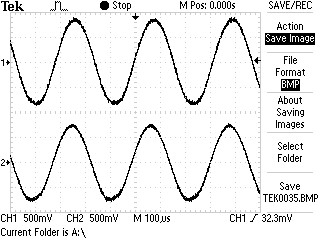 Tek Stop M Pos: 0.000s SAVE/REC
Action
Save Image
File
Format
BMP
About
Saving
Images
Select
Folder
Save
TEK0035.BMP
1
2
CH1 500mV CH2 500mV M 100µs CH1 32.3mV
Current Folder is A:\